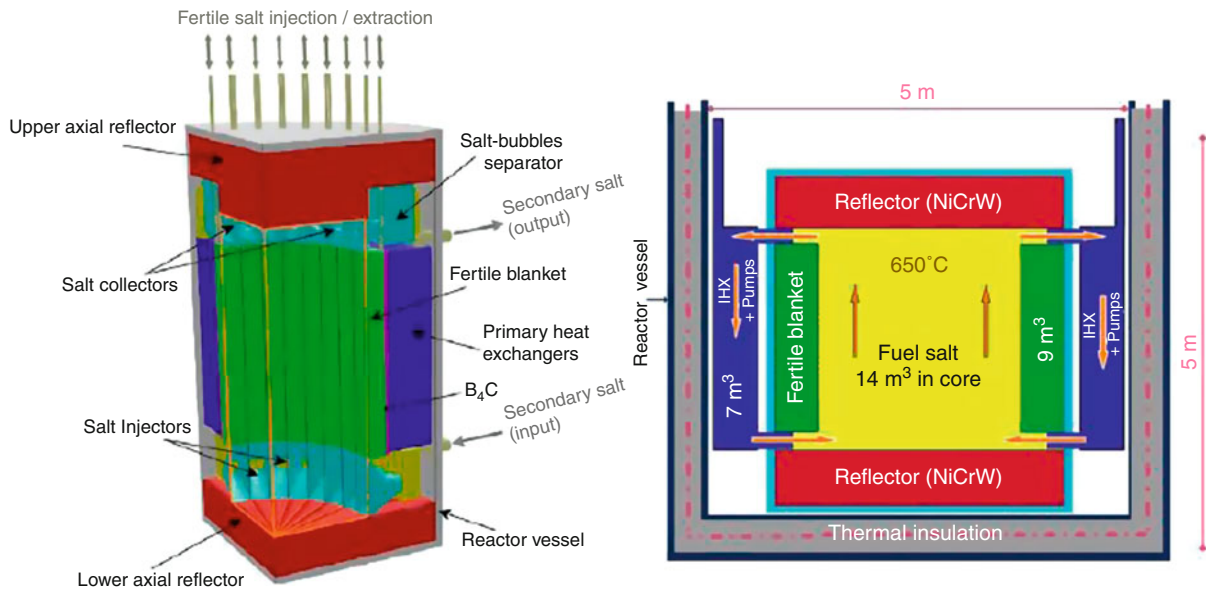 Fertile salt injection / extraction
Upper axial reflector
Salt-bubbles
separator
Secondary salt
(output)
Salt collectors
Fertile blanket
Primary heat
exchangers
B₄C
Secondary salt
(input)
Salt Injectors
Reactor vessel
Lower axial reflector
5 m
Reflector (NiCrW)
650°C
Reactor vessel
IHX
+ Pumps
Fertile blanket
Fuel salt
14 m³ in core
9 m³
IHX
+ Pumps
7 m³
5 m
Reflector (NiCrW)
Thermal insulation